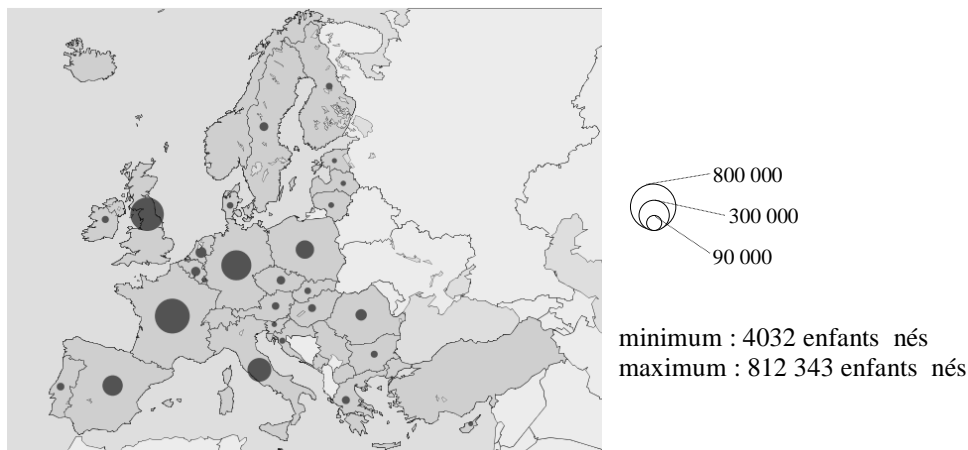 800 000
300 000
90 000
minimum : 4032 enfants nés
maximum : 812 343 enfants nés